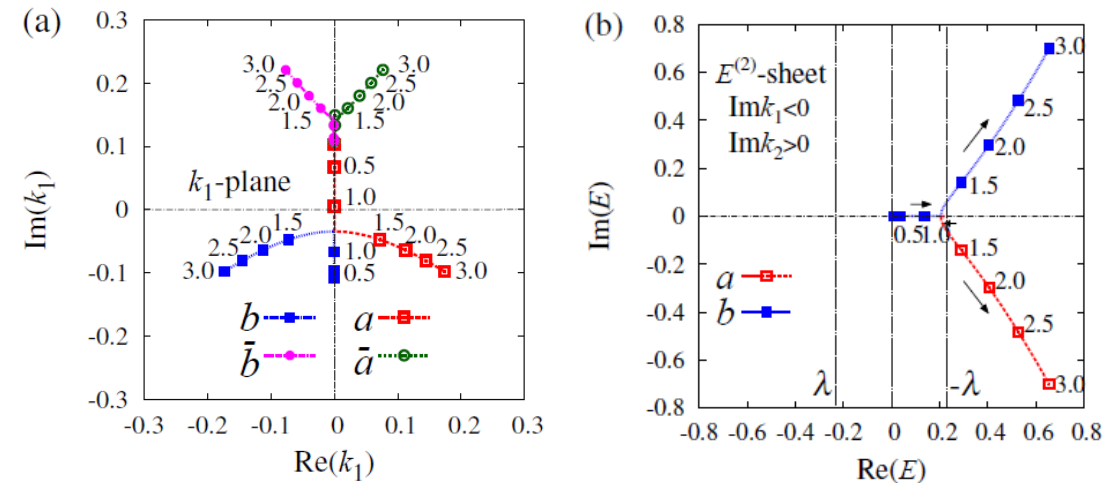 (a)
0.3
0.2
0.1
0
-0.1
-0.2
-0.3
Im(k₁)
3.0 3.0
2.5 2.5
2.0 2.0
1.5 1.5
0.5
k₁-plane
1.0
1.5 1.5
2.0 2.0
2.5 1.0 2.5
3.0 0.5 3.0
b a
b̄ ā
-0.3 -0.2 -0.1 0 0.1 0.2 0.3
Re(k₁)
(b)
0.8
0.6
0.4
0.2
0
-0.2
-0.4
-0.6
-0.8
Im(E)
3.0
E⁽²⁾-sheet
2.5
Imk₁<0
2.0
Imk₂>0
1.5
0.5 1.0
1.5
a
2.0
b
2.5
λ -λ
3.0
-0.8 -0.6 -0.4 -0.2 0 0.2 0.4 0.6 0.8
Re(E)